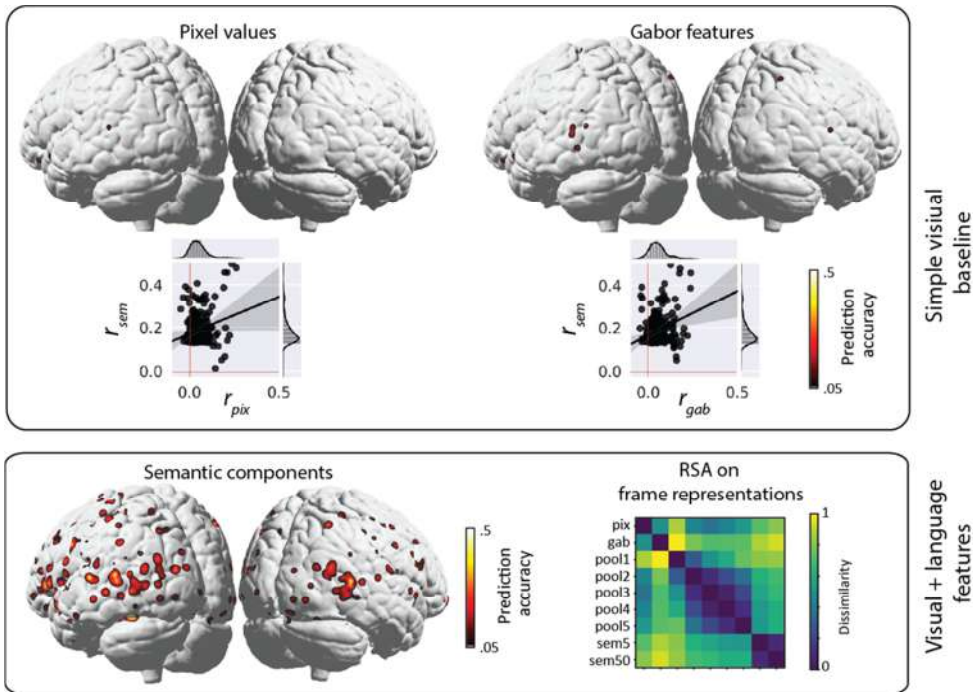 Pixel values
Gabor features
0.4
0.2
0.0
r_sem
0.0
0.5
r_pix
0.4
0.2
0.0
r_sem
0.0
0.5
r_gab
.5
.05
Prediction
accuracy
Simple visiual
baseline
Semantic components
.5
.05
Prediction
accuracy
RSA on
frame representations
pix
gab
pool1
pool2
pool3
pool4
pool5
sem5
sem50
1
0
Dissimilarity
Visual + language
features